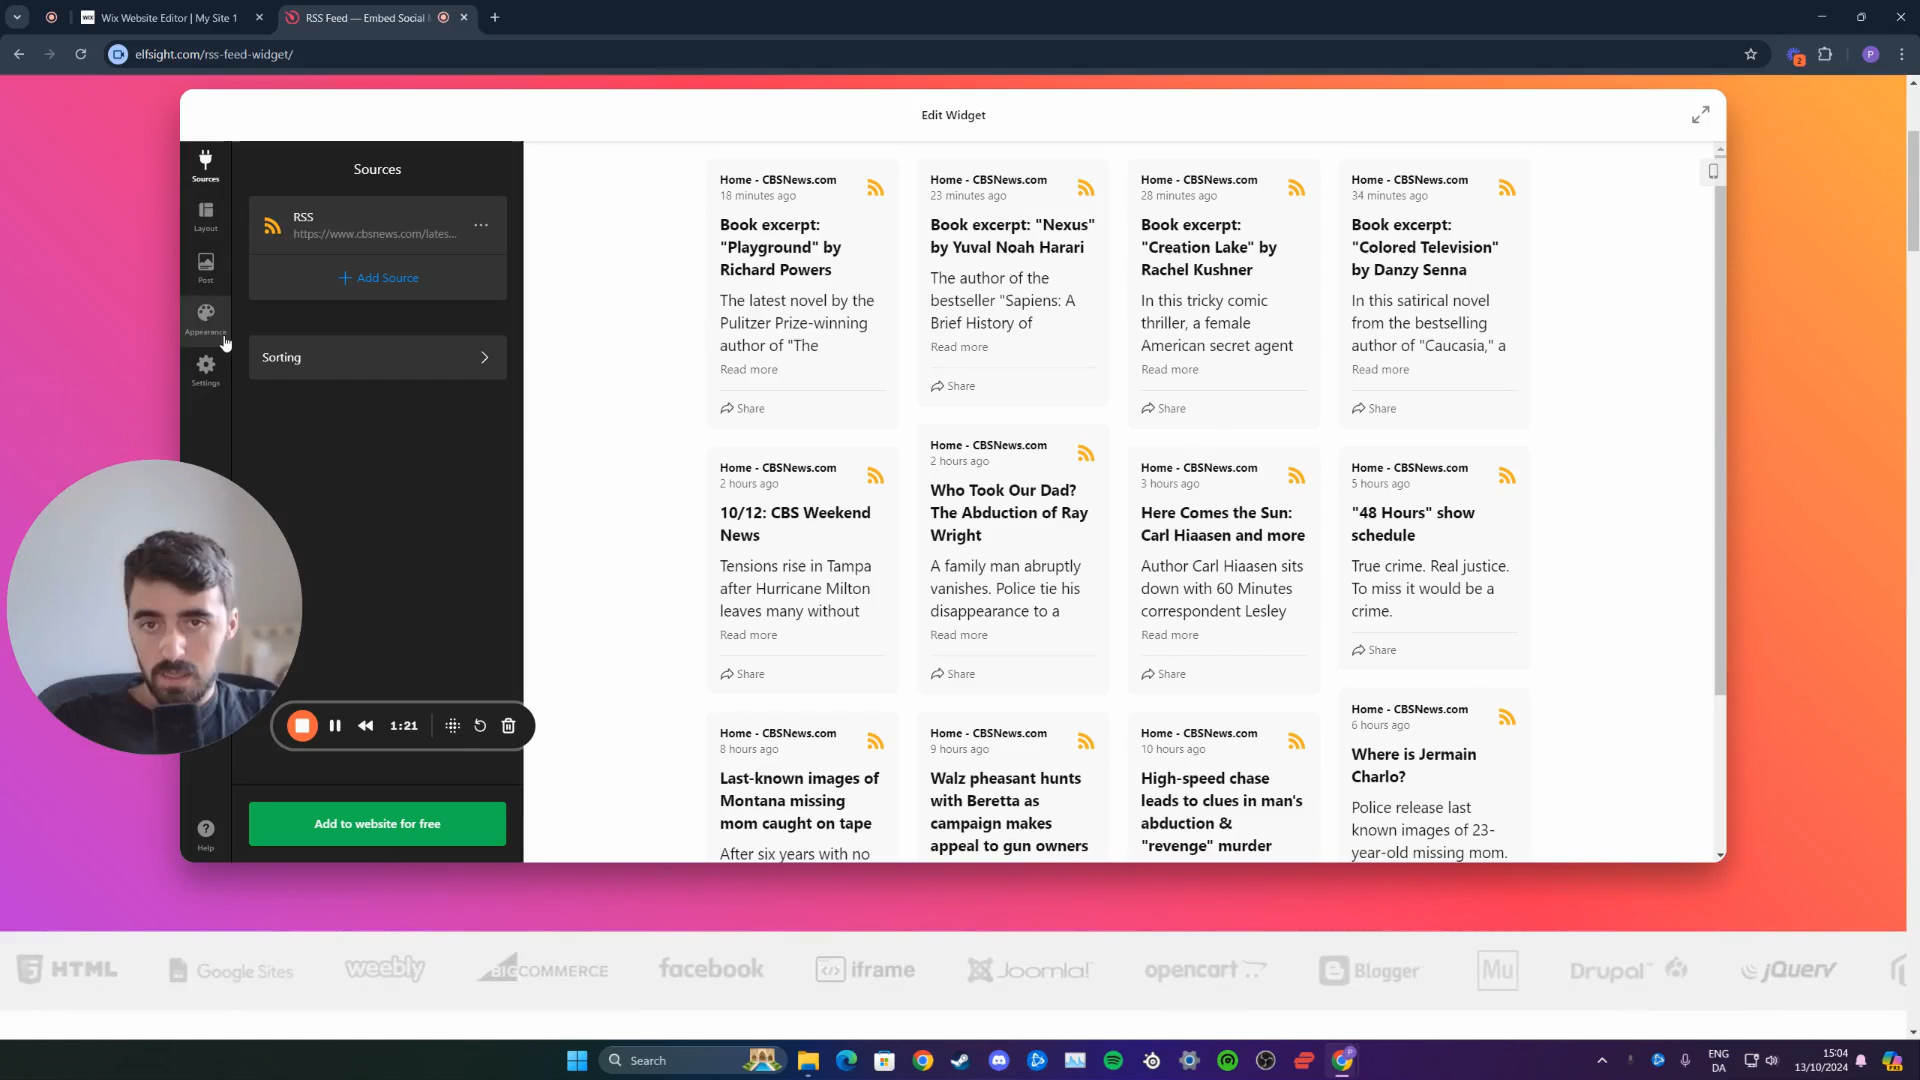 Wix Website Editor | My Site 1
RSS Feed — Embed Social
elfsight.com/rss-feed-widget/
P
2
Edit Widget
Sources
Layout
Post
Appearance
Settings
Help
Sources
RSS
https://www.cbsnews.com/lates...
Add Source
Sorting
1:21
Add to website for free
Home - CBSNews.com
18 minutes ago
Book excerpt:
"Playground" by
Richard Powers
The latest novel by the
Pulitzer Prize-winning
author of "The
Read more
Share
Home - CBSNews.com
23 minutes ago
Book excerpt: "Nexus"
by Yuval Noah Harari
The author of the
bestseller "Sapiens: A
Brief History of
Read more
Share
Home - CBSNews.com
28 minutes ago
Book excerpt:
"Creation Lake" by
Rachel Kushner
In this tricky comic
thriller, a female
American secret agent
Read more
Share
Home - CBSNews.com
34 minutes ago
Book excerpt:
"Colored Television"
by Danzy Senna
In this satirical novel
from the bestselling
author of "Caucasia," a
Read more
Share
Home - CBSNews.com
2 hours ago
10/12: CBS Weekend
News
Tensions rise in Tampa
after Hurricane Milton
leaves many without
Read more
Share
Home - CBSNews.com
2 hours ago
Who Took Our Dad?
The Abduction of Ray
Wright
A family man abruptly
vanishes. Police tie his
disappearance to a
Read more
Share
Home - CBSNews.com
3 hours ago
Here Comes the Sun:
Carl Hiaasen and more
Author Carl Hiaasen sits
down with 60 Minutes
correspondent Lesley
Read more
Share
Home - CBSNews.com
5 hours ago
"48 Hours" show
schedule
True crime. Real justice.
To miss it would be a
crime.
Share
Home - CBSNews.com
8 hours ago
Last-known images of
Montana missing
mom caught on tape
After six years with no
Home - CBSNews.com
9 hours ago
Walz pheasant hunts
with Beretta as
campaign makes
appeal to gun owners
Home - CBSNews.com
10 hours ago
High-speed chase
leads to clues in man's
abduction &
"revenge" murder
Home - CBSNews.com
6 hours ago
Where is Jermain
Charlo?
Police release last
known images of 23-
year-old missing mom.
HTML
Google Sites
weebly
BIGCOMMERCE
facebook
iframe
Joomla!
opencart
Blogger
Mu
Drupal
jQuery
Search
ENG
DA
15:04
13/10/2024